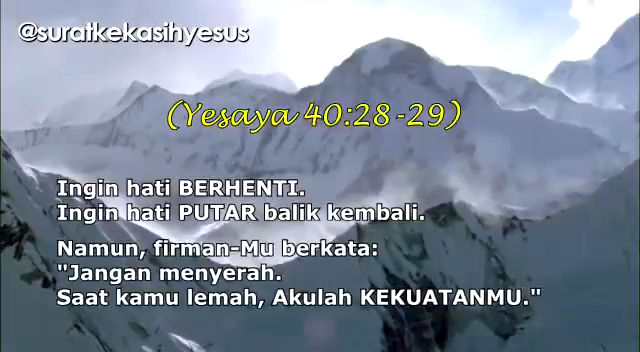 @suratkekasihyesus
(Yesaya 40:28-29)
Ingin hati BERHENTI.
Ingin hati PUTAR balik kembali.
Namun, firman-Mu berkata:
"Jangan menyerah.
Saat kamu lemah, Akulah KEKUATANMU."